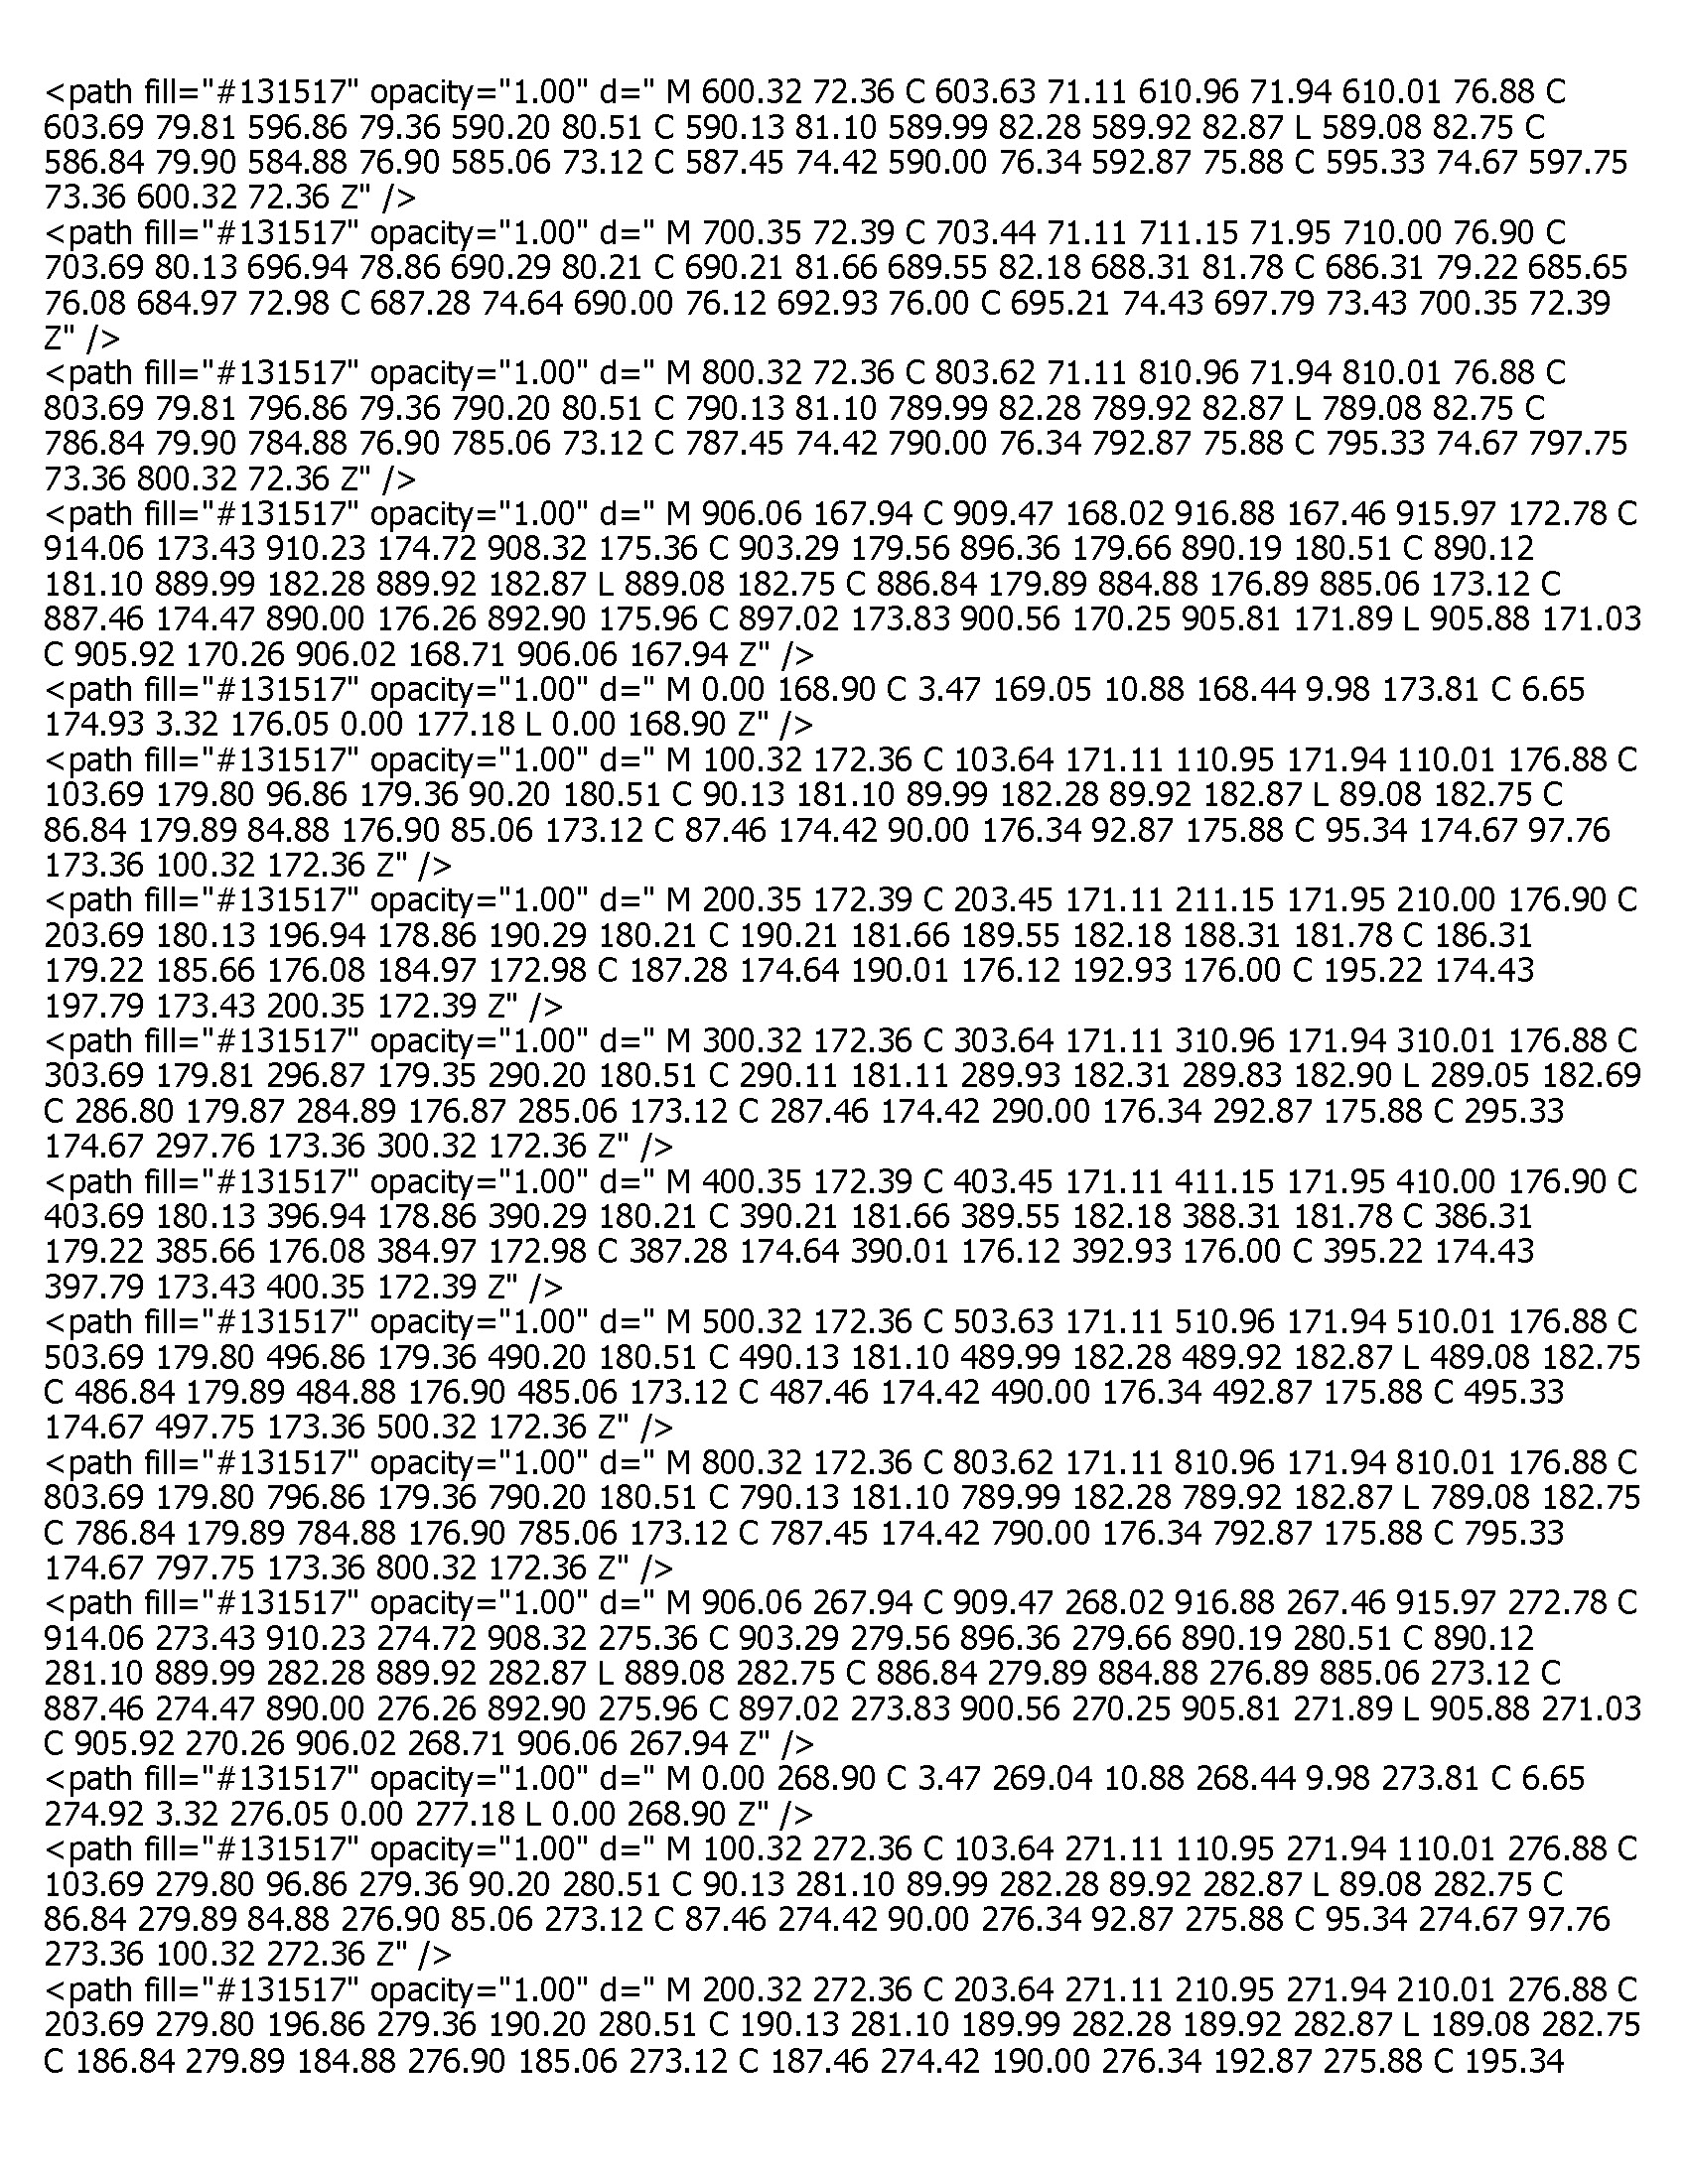 <path fill="#131517" opacity="1.00" d=" M 600.32 72.36 C 603.63 71.11 610.96 71.94 610.01 76.88 C
603.69 79.81 596.86 79.36 590.20 80.51 C 590.13 81.10 589.99 82.28 589.92 82.87 L 589.08 82.75 C
586.84 79.90 584.88 76.90 585.06 73.12 C 587.45 74.42 590.00 76.34 592.87 75.88 C 595.33 74.67 597.75
73.36 600.32 72.36 Z" />
<path fill="#131517" opacity="1.00" d=" M 700.35 72.39 C 703.44 71.11 711.15 71.95 710.00 76.90 C
703.69 80.13 696.94 78.86 690.29 80.21 C 690.21 81.66 689.55 82.18 688.31 81.78 C 686.31 79.22 685.65
76.08 684.97 72.98 C 687.28 74.64 690.00 76.12 692.93 76.00 C 695.21 74.43 697.79 73.43 700.35 72.39
Z" />
<path fill="#131517" opacity="1.00" d=" M 800.32 72.36 C 803.62 71.11 810.96 71.94 810.01 76.88 C
803.69 79.81 796.86 79.36 790.20 80.51 C 790.13 81.10 789.99 82.28 789.92 82.87 L 789.08 82.75 C
786.84 79.90 784.88 76.90 785.06 73.12 C 787.45 74.42 790.00 76.34 792.87 75.88 C 795.33 74.67 797.75
73.36 800.32 72.36 Z" />
<path fill="#131517" opacity="1.00" d=" M 906.06 167.94 C 909.47 168.02 916.88 167.46 915.97 172.78 C
914.06 173.43 910.23 174.72 908.32 175.36 C 903.29 179.56 896.36 179.66 890.19 180.51 C 890.12
181.10 889.99 182.28 889.92 182.87 L 889.08 182.75 C 886.84 179.89 884.88 176.89 885.06 173.12 C
887.46 174.47 890.00 176.26 892.90 175.96 C 897.02 173.83 900.56 170.25 905.81 171.89 L 905.88 171.03
C 905.92 170.26 906.02 168.71 906.06 167.94 Z" />
<path fill="#131517" opacity="1.00" d=" M 0.00 168.90 C 3.47 169.05 10.88 168.44 9.98 173.81 C 6.65
174.93 3.32 176.05 0.00 177.18 L 0.00 168.90 Z" />
<path fill="#131517" opacity="1.00" d=" M 100.32 172.36 C 103.64 171.11 110.95 171.94 110.01 176.88 C
103.69 179.80 96.86 179.36 90.20 180.51 C 90.13 181.10 89.99 182.28 89.92 182.87 L 89.08 182.75 C
86.84 179.89 84.88 176.90 85.06 173.12 C 87.46 174.42 90.00 176.34 92.87 175.88 C 95.34 174.67 97.76
173.36 100.32 172.36 Z" />
<path fill="#131517" opacity="1.00" d=" M 200.35 172.39 C 203.45 171.11 211.15 171.95 210.00 176.90 C
203.69 180.13 196.94 178.86 190.29 180.21 C 190.21 181.66 189.55 182.18 188.31 181.78 C 186.31
179.22 185.66 176.08 184.97 172.98 C 187.28 174.64 190.01 176.12 192.93 176.00 C 195.22 174.43
197.79 173.43 200.35 172.39 Z" />
<path fill="#131517" opacity="1.00" d=" M 300.32 172.36 C 303.64 171.11 310.96 171.94 310.01 176.88 C
303.69 179.81 296.87 179.35 290.20 180.51 C 290.11 181.11 289.93 182.31 289.83 182.90 L 289.05 182.69
C 286.80 179.87 284.89 176.87 285.06 173.12 C 287.46 174.42 290.00 176.34 292.87 175.88 C 295.33
174.67 297.76 173.36 300.32 172.36 Z" />
<path fill="#131517" opacity="1.00" d=" M 400.35 172.39 C 403.45 171.11 411.15 171.95 410.00 176.90 C
403.69 180.13 396.94 178.86 390.29 180.21 C 390.21 181.66 389.55 182.18 388.31 181.78 C 386.31
179.22 385.66 176.08 384.97 172.98 C 387.28 174.64 390.01 176.12 392.93 176.00 C 395.22 174.43
397.79 173.43 400.35 172.39 Z" />
<path fill="#131517" opacity="1.00" d=" M 500.32 172.36 C 503.63 171.11 510.96 171.94 510.01 176.88 C
503.69 179.80 496.86 179.36 490.20 180.51 C 490.13 181.10 489.99 182.28 489.92 182.87 L 489.08 182.75
C 486.84 179.89 484.88 176.90 485.06 173.12 C 487.46 174.42 490.00 176.34 492.87 175.88 C 495.33
174.67 497.75 173.36 500.32 172.36 Z" />
<path fill="#131517" opacity="1.00" d=" M 800.32 172.36 C 803.62 171.11 810.96 171.94 810.01 176.88 C
803.69 179.80 796.86 179.36 790.20 180.51 C 790.13 181.10 789.99 182.28 789.92 182.87 L 789.08 182.75
C 786.84 179.89 784.88 176.90 785.06 173.12 C 787.45 174.42 790.00 176.34 792.87 175.88 C 795.33
174.67 797.75 173.36 800.32 172.36 Z" />
<path fill="#131517" opacity="1.00" d=" M 906.06 267.94 C 909.47 268.02 916.88 267.46 915.97 272.78 C
914.06 273.43 910.23 274.72 908.32 275.36 C 903.29 279.56 896.36 279.66 890.19 280.51 C 890.12
281.10 889.99 282.28 889.92 282.87 L 889.08 282.75 C 886.84 279.89 884.88 276.89 885.06 273.12 C
887.46 274.47 890.00 276.26 892.90 275.96 C 897.02 273.83 900.56 270.25 905.81 271.89 L 905.88 271.03
C 905.92 270.26 906.02 268.71 906.06 267.94 Z" />
<path fill="#131517" opacity="1.00" d=" M 0.00 268.90 C 3.47 269.04 10.88 268.44 9.98 273.81 C 6.65
274.92 3.32 276.05 0.00 277.18 L 0.00 268.90 Z" />
<path fill="#131517" opacity="1.00" d=" M 100.32 272.36 C 103.64 271.11 110.95 271.94 110.01 276.88 C
103.69 279.80 96.86 279.36 90.20 280.51 C 90.13 281.10 89.99 282.28 89.92 282.87 L 89.08 282.75 C
86.84 279.89 84.88 276.90 85.06 273.12 C 87.46 274.42 90.00 276.34 92.87 275.88 C 95.34 274.67 97.76
273.36 100.32 272.36 Z" />
<path fill="#131517" opacity="1.00" d=" M 200.32 272.36 C 203.64 271.11 210.95 271.94 210.01 276.88 C
203.69 279.80 196.86 279.36 190.20 280.51 C 190.13 281.10 189.99 282.28 189.92 282.87 L 189.08 282.75
C 186.84 279.89 184.88 276.90 185.06 273.12 C 187.46 274.42 190.00 276.34 192.87 275.88 C 195.34